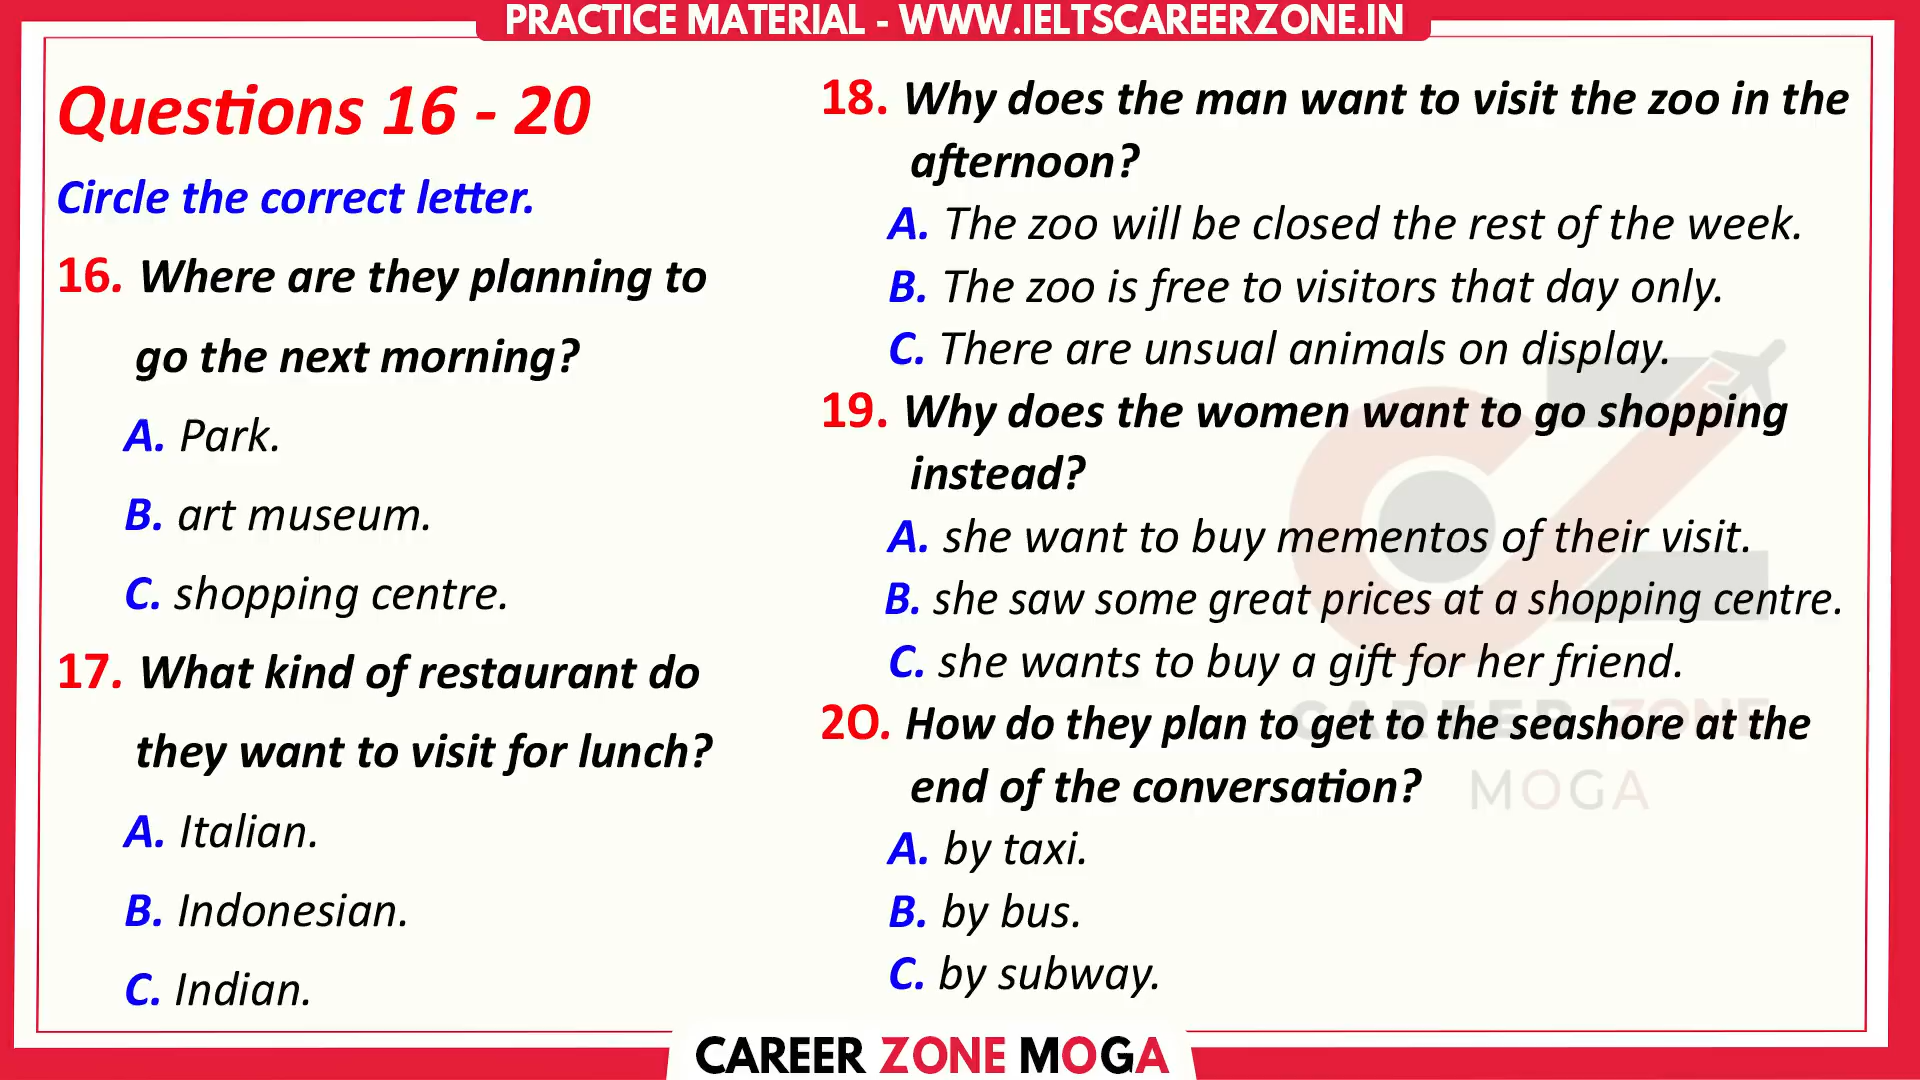 PRACTICE MATERIAL - WWW.IELTSCAREERZONE.IN
Questions 16 - 20
Circle the correct letter.
16. Where are they planning to
go the next morning?
A. Park.
B. art museum.
C. shopping centre.
17. What kind of restaurant do
they want to visit for lunch?
A. Italian.
B. Indonesian.
C. Indian.
18. Why does the man want to visit the zoo in the
afternoon?
A. The zoo will be closed the rest of the week.
B. The zoo is free to visitors that day only.
C. There are unsual animals on display.
19. Why does the women want to go shopping
instead?
A. she want to buy mementos of their visit.
B. she saw some great prices at a shopping centre.
C. she wants to buy a gift for her friend.
20. How do they plan to get to the seashore at the
end of the conversation?
A. by taxi.
B. by bus.
C. by subway.
CAREER ZONE
MOGA
CAREER ZONE MOGA